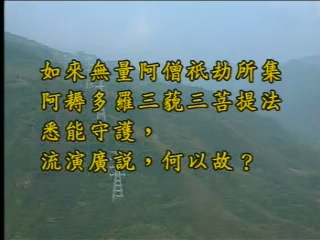 如來無量阿僧祇劫所集
阿耨多羅三藐三菩提法
悉能守護，
流演廣說，何以故？